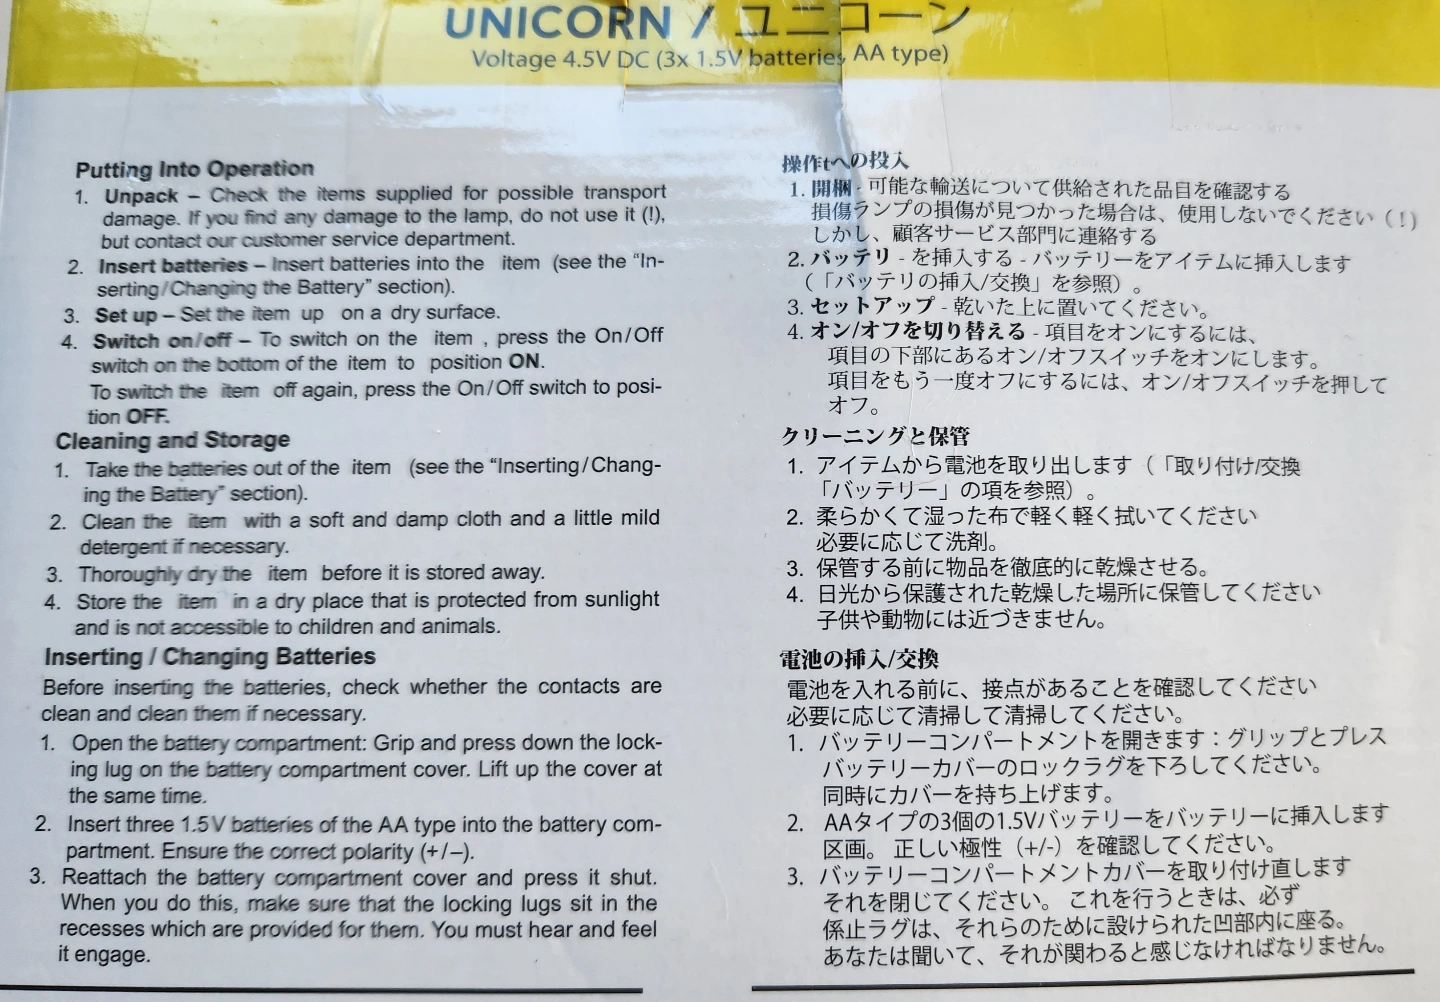 UNICORN / ユニコーン
Voltage 4.5V DC (3x 1.5V batteries, AA type)
Putting Into Operation
1. Unpack – Check the items supplied for possible transport
damage. If you find any damage to the lamp, do not use it (!),
but contact our customer service department.
2. Insert batteries – Insert batteries into the item (see the “In-
serting/Changing the Battery” section).
3. Set up – Set the item up on a dry surface.
4. Switch on/off – To switch on the item , press the On/Off
switch on the bottom of the item to position ON.
To switch the item off again, press the On/Off switch to posi-
tion OFF.
Cleaning and Storage
1. Take the batteries out of the item (see the “Inserting/Chang-
ing the Battery” section).
2. Clean the item with a soft and damp cloth and a little mild
detergent if necessary.
3. Thoroughly dry the item before it is stored away.
4. Store the item in a dry place that is protected from sunlight
and is not accessible to children and animals.
Inserting / Changing Batteries
Before inserting the batteries, check whether the contacts are
clean and clean them if necessary.
1. Open the battery compartment: Grip and press down the lock-
ing lug on the battery compartment cover. Lift up the cover at
the same time.
2. Insert three 1.5V batteries of the AA type into the battery com-
partment. Ensure the correct polarity (+/–).
3. Reattach the battery compartment cover and press it shut.
When you do this, make sure that the locking lugs sit in the
recesses which are provided for them. You must hear and feel
it engage.
操作tへの投入
1. 開梱 - 可能な輸送について供給された品目を確認する
損傷ランプの損傷が見つかった場合は、使用しないでください（！)
しかし、顧客サービス部門に連絡する
2. バッテリ - を挿入する - バッテリーをアイテムに挿入します
（「バッテリの挿入/交換」を参照）。
3. セットアップ - 乾いた上に置いてください。
4. オン/オフを切り替える - 項目をオンにするには、
項目の下部にあるオン/オフスイッチをオンにします。
項目をもう一度オフにするには、オン/オフスイッチを押して
オフ。
クリーニングと保管
1. アイテムから電池を取り出します（「取り付け/交換
「バッテリー」の項を参照）。
2. 柔らかくて湿った布で軽く軽く拭いてください
必要に応じて洗剤。
3. 保管する前に物品を徹底的に乾燥させる。
4. 日光から保護された乾燥した場所に保管してください
子供や動物には近づきません。
電池の挿入/交換
電池を入れる前に、接点があることを確認してください
必要に応じて清掃して清掃してください。
1. バッテリーコンパートメントを開きます：グリップとプレス
バッテリーカバーのロックラグを下ろしてください。
同時にカバーを持ち上げます。
2. AAタイプの3個の1.5Vバッテリーをバッテリーに挿入します
区画。 正しい極性（+/-）を確認してください。
3. バッテリーコンパートメントカバーを取り付け直します
それを閉じてください。 これを行うときは、必ず
係止ラグは、それらのために設けられた凹部内に座る。
あなたは聞いて、それが関わると感じなければなりません。